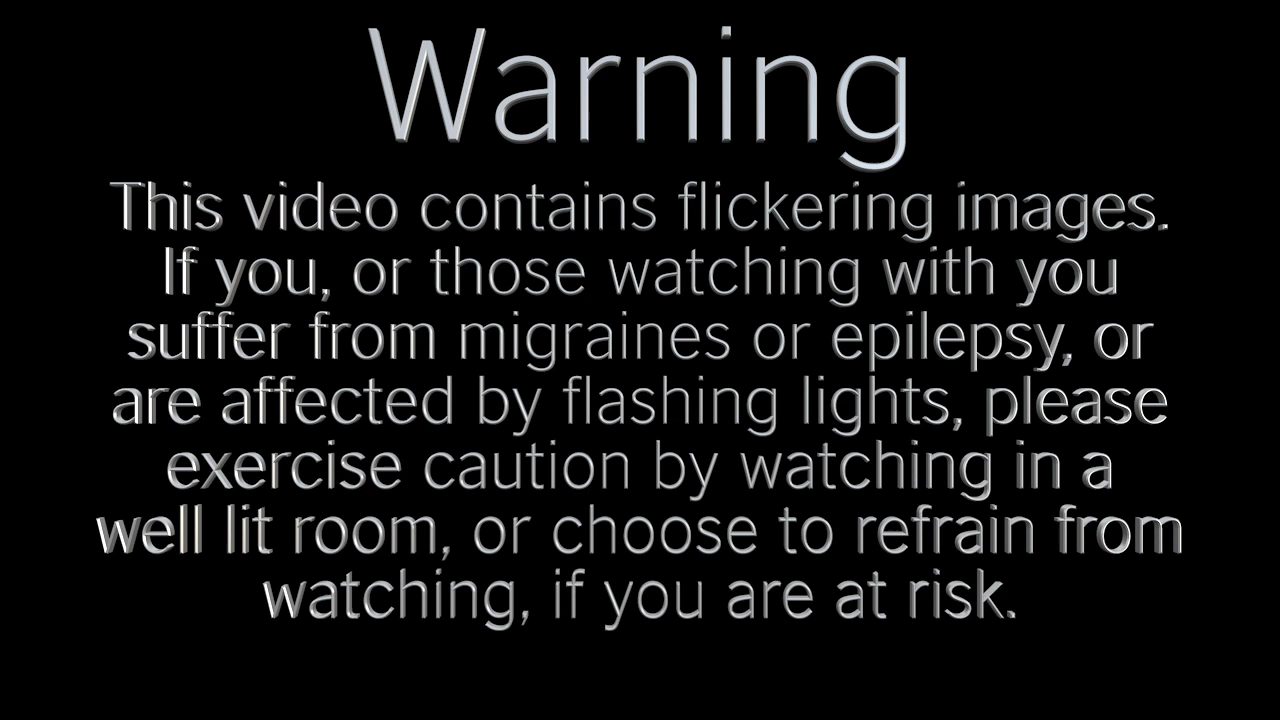 Warning
This video contains flickering images.
If you, or those watching with you
suffer from migraines or epilepsy, or
are affected by flashing lights, please
exercise caution by watching in a
well lit room, or choose to refrain from
watching, if you are at risk.